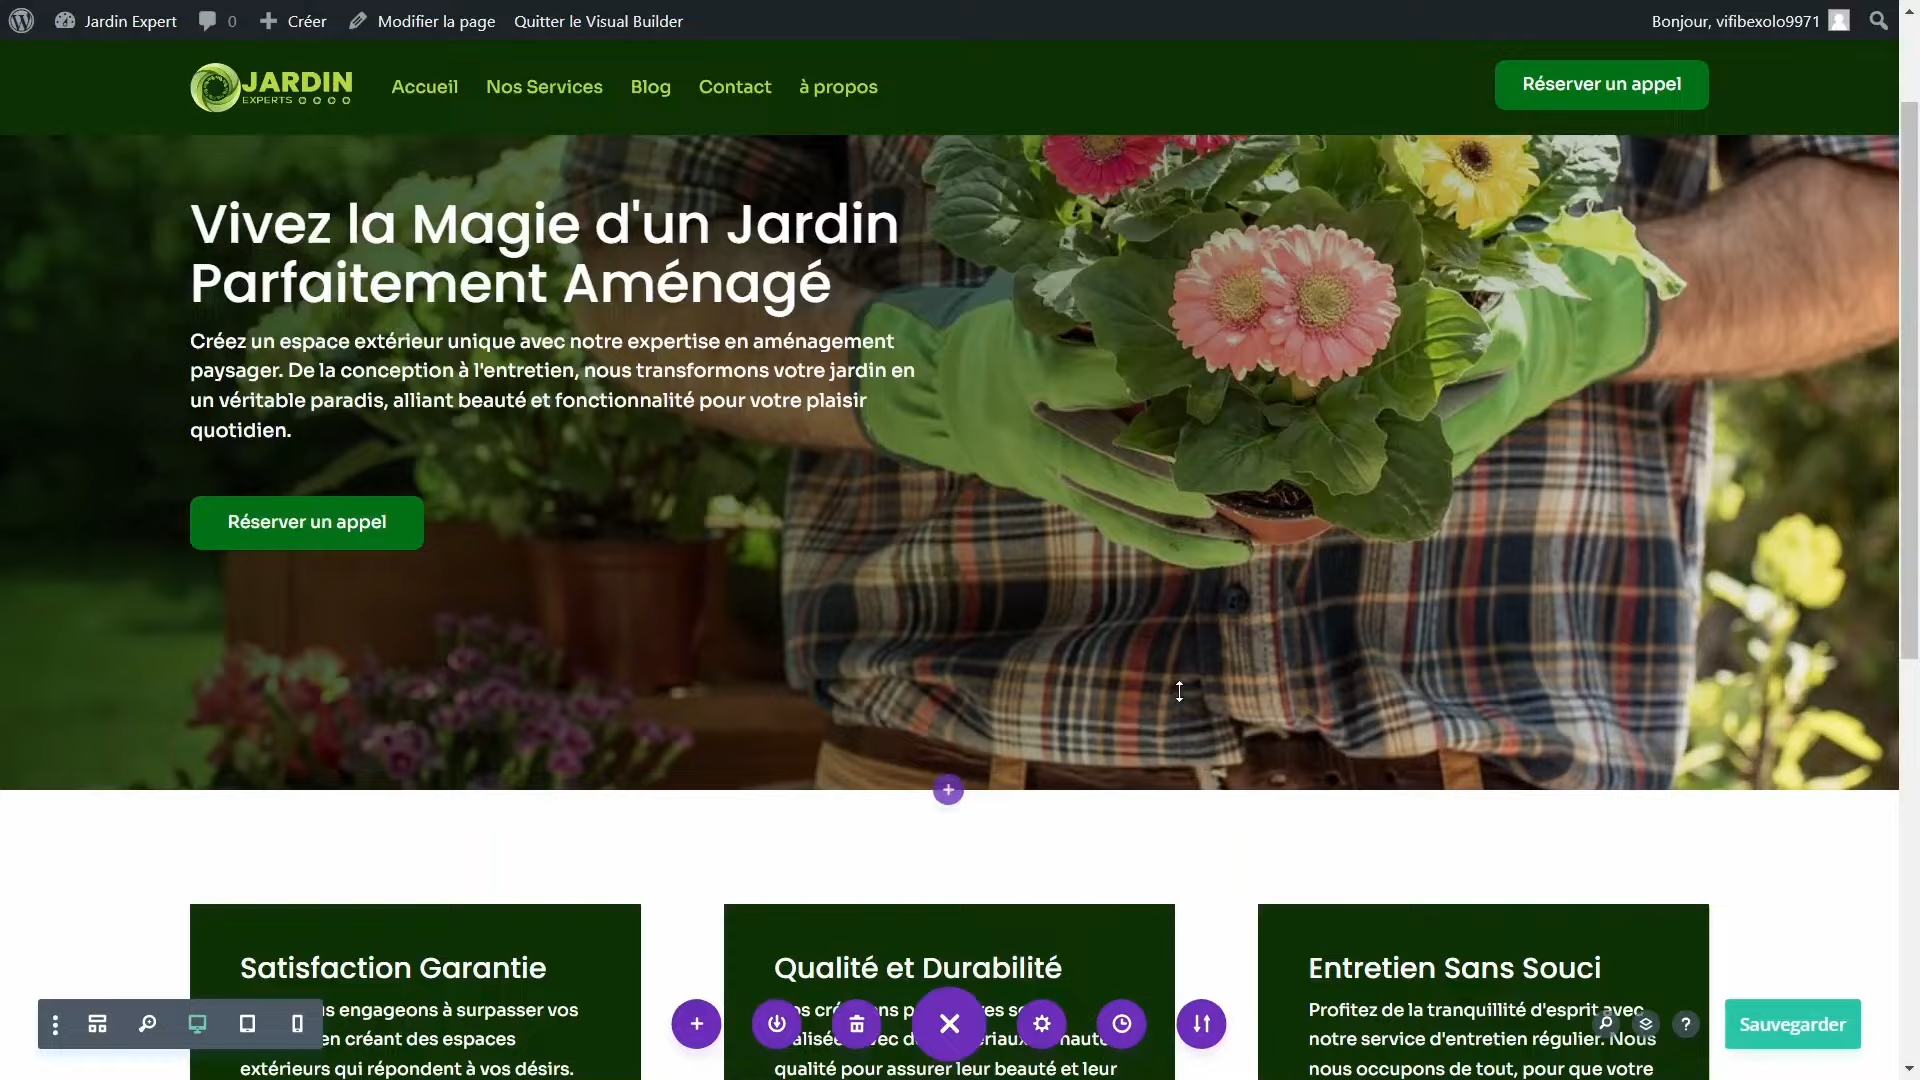 Jardin Expert 0 Créer Modifier la page Quitter le Visual Builder Bonjour, vifibexolo9971
JARDIN
EXPERTS
Accueil Nos Services Blog Contact à propos
Réserver un appel
Vivez la Magie d'un Jardin
Parfaitement Aménagé
Créez un espace extérieur unique avec notre expertise en aménagement
paysager. De la conception à l'entretien, nous transformons votre jardin en
un véritable paradis, alliant beauté et fonctionnalité pour votre plaisir
quotidien.
Réserver un appel
Satisfaction Garantie
engageons à surpasser vos
en créant des espaces
extérieurs qui répondent à vos désirs.
Qualité et Durabilité
qualité pour assurer leur beauté et leur
Entretien Sans Souci
Profitez de la tranquillité d'esprit avec
notre service d'entretien régulier. Nous
nous occupons de tout, pour que votre
Sauvegarder